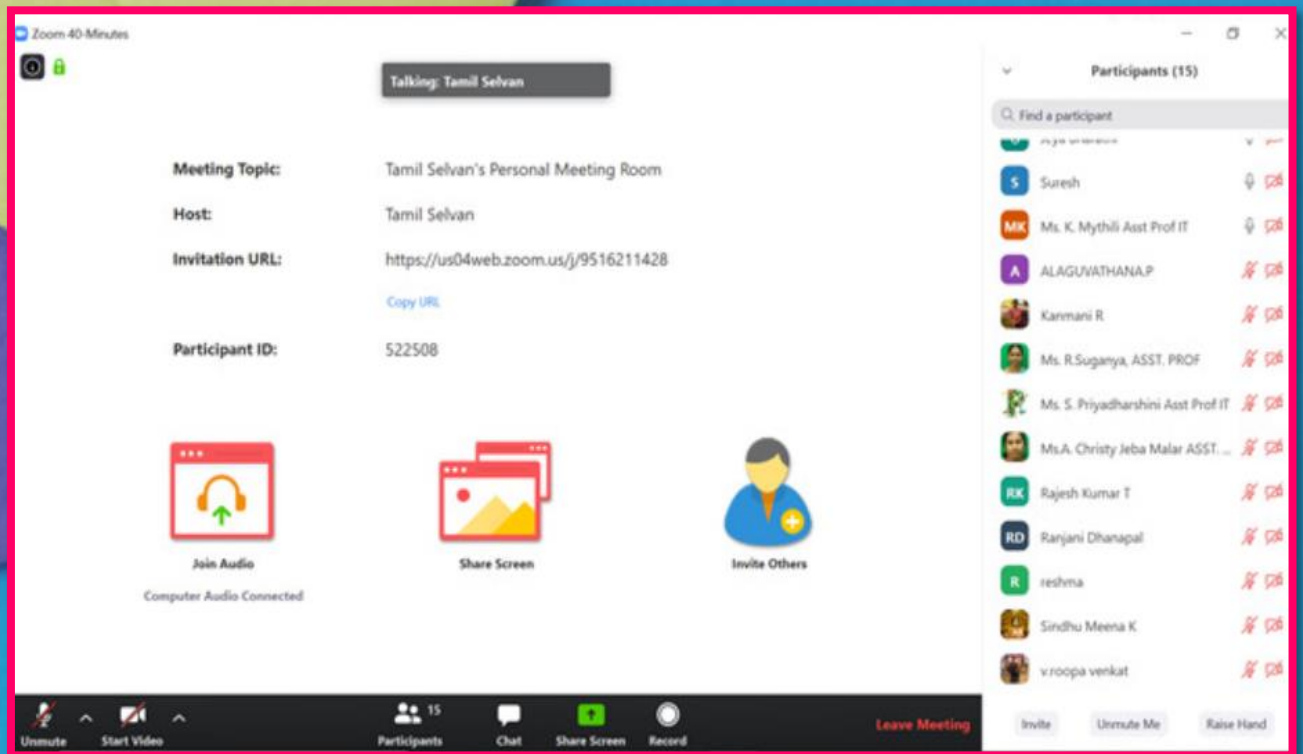 Zoom 40-Minutes
Talking: Tamil Selvan
Meeting Topic: Tamil Selvan's Personal Meeting Room
Host: Tamil Selvan
Invitation URL: https://us04web.zoom.us/j/9516211428
Copy URL
Participant ID: 522508
Join Audio
Share Screen
Invite Others
Computer Audio Connected
Participants (15)
Find a participant
S Suresh
MK Ms. K. Mythili Asst Prof IT
A ALAGUVATHANA.P
Kanmani R
Ms. R.Suganya, ASST. PROF
Ms. S. Priyadharshini Asst Prof IT
Ms.A. Christy Jeba Malar ASST. ...
RK Rajesh Kumar T
RD Ranjani Dhanapal
R reshma
Sindhu Meena K
v.roopa venkat
Unmute
Start Video
15
Participants
Chat
Share Screen
Record
Leave Meeting
Invite
Unmute Me
Raise Hand